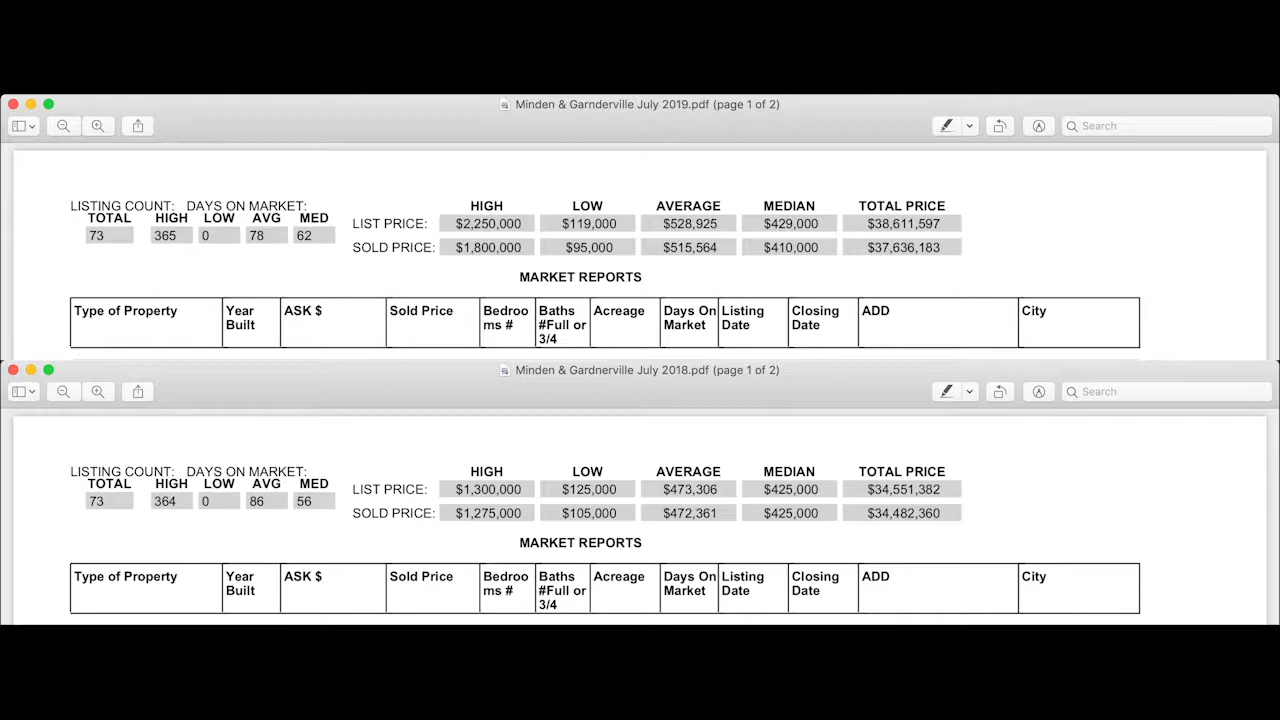 Minden & Garnderville July 2019.pdf (page 1 of 2)
Search
LISTING COUNT: DAYS ON MARKET:
TOTAL HIGH LOW AVG MED
73 365 0 78 62
HIGH LOW AVERAGE MEDIAN TOTAL PRICE
LIST PRICE: $2,250,000 $119,000 $528,925 $429,000 $38,611,597
SOLD PRICE: $1,800,000 $95,000 $515,564 $410,000 $37,636,183
MARKET REPORTS
Type of Property Year Built ASK $ Sold Price Bedroo ms # Baths #Full or 3/4 Acreage Days On Market Listing Date Closing Date ADD City
Minden & Gardnerville July 2018.pdf (page 1 of 2)
Search
LISTING COUNT: DAYS ON MARKET:
TOTAL HIGH LOW AVG MED
73 364 0 86 56
HIGH LOW AVERAGE MEDIAN TOTAL PRICE
LIST PRICE: $1,300,000 $125,000 $473,306 $425,000 $34,551,382
SOLD PRICE: $1,275,000 $105,000 $472,361 $425,000 $34,482,360
MARKET REPORTS
Type of Property Year Built ASK $ Sold Price Bedroo ms # Baths #Full or 3/4 Acreage Days On Market Listing Date Closing Date ADD City